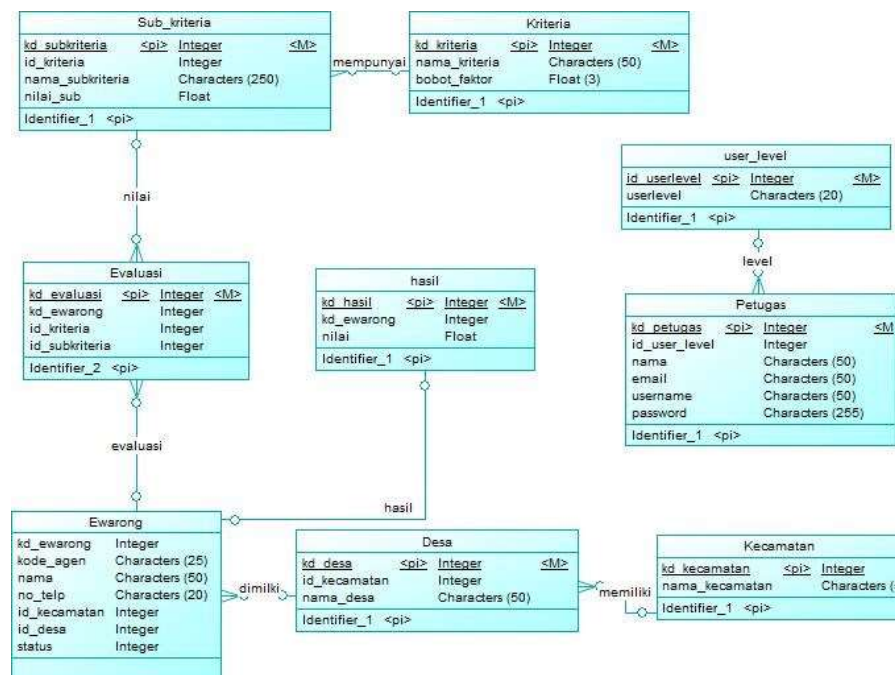 Sub_kriteria
kd_subkriteria <pi> Integer <M>
id_kriteria Integer
nama_subkriteria Characters (250)
nilai_sub Float
Identifier_1 <pi>
mempunyai
Kriteria
kd_kriteria <pi> Integer <M>
nama_kriteria Characters (50)
bobot_faktor Float (3)
Identifier_1 <pi>
user_level
id_userlevel <pi> Integer <M>
userlevel Characters (20)
Identifier_1 <pi>
nilai
level
Evaluasi
kd_evaluasi <pi> Integer <M>
kd_ewarong Integer
id_kriteria Integer
id_subkriteria Integer
Identifier_2 <pi>
hasil
kd_hasil <pi> Integer <M>
kd_ewarong Integer
nilai Float
Identifier_1 <pi>
Petugas
kd_petugas <pi> Integer <M
id_user_level Integer
nama Characters (50)
email Characters (50)
username Characters (50)
password Characters (255)
Identifier_1 <pi>
evaluasi
hasil
Ewarong
kd_ewarong Integer
kode_agen Characters (25)
nama Characters (50)
no_telp Characters (20)
id_kecamatan Integer
id_desa Integer
status Integer
dimilki
Desa
kd_desa <pi> Integer <M>
id_kecamatan Integer
nama_desa Characters (50)
Identifier_1 <pi>
memiliki
Kecamatan
kd_kecamatan <pi> Integer
nama_kecamatan Characters (
Identifier_1 <pi>